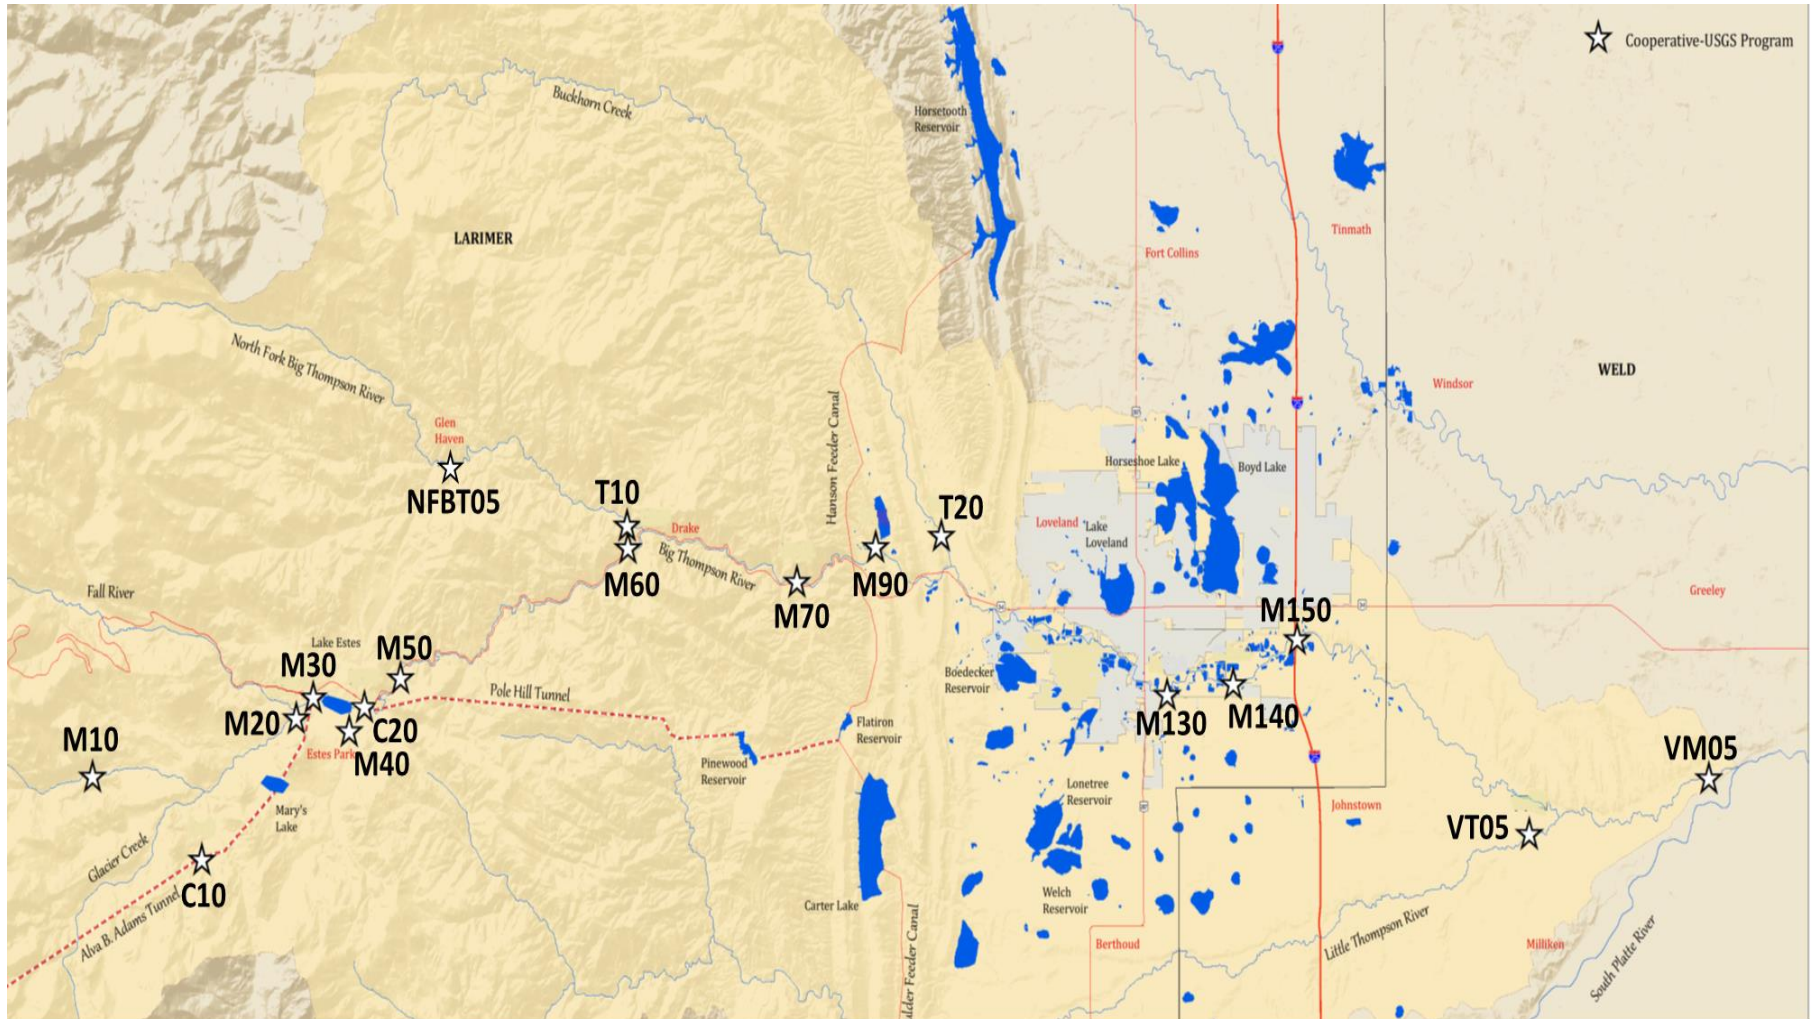 Cooperative-USGS Program
Buckhorn Creek
Horsetooth
Reservoir
LARIMER
Tinmath
Fort Collins
North Fork Big Thompson River
WELD
Windsor
Hanson Feeder Canal
Glen
Haven
Horseshoe Lake
Boyd Lake
NFBT05
T10
T20
Drake
Loveland
Lake
Loveland
Big Thompson River
M60
M90
M70
Fall River
Greeley
M150
Lake Estes
M50
M30
Boedecker
Reservoir
Pole Hill Tunnel
M20
C20
M130
M140
M10
Estes Park
M40
Flatiron
Reservoir
VM05
Pinewood
Reservoir
Lonetree
Reservoir
Mary's
Lake
Johnstown
VT05
Glacier Creek
C10
Alva B. Adams Tunnel
Carter Lake
Welch
Reservoir
Berthoud
Little Thompson River
Milliken
South Platte River
lder Feeder Canal